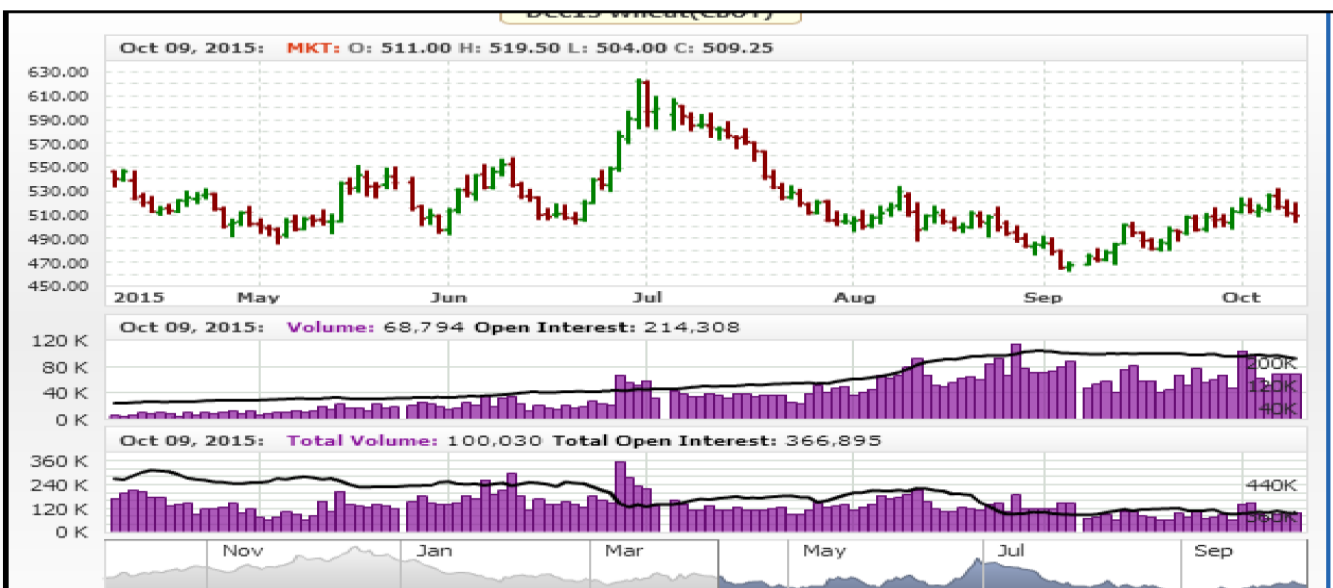 Dec15 Wheat(CBOT)
Oct 09, 2015: MKT: O: 511.00 H: 519.50 L: 504.00 C: 509.25
630.00
610.00
590.00
570.00
550.00
530.00
510.00
490.00
470.00
450.00
2015 May Jun Jul Aug Sep Oct
Oct 09, 2015: Volume: 68,794 Open Interest: 214,308
120 K
80 K
40 K
0 K
200K
120K
40K
Oct 09, 2015: Total Volume: 100,030 Total Open Interest: 366,895
360 K
240 K
120 K
0 K
440K
360K
Nov Jan Mar May Jul Sep